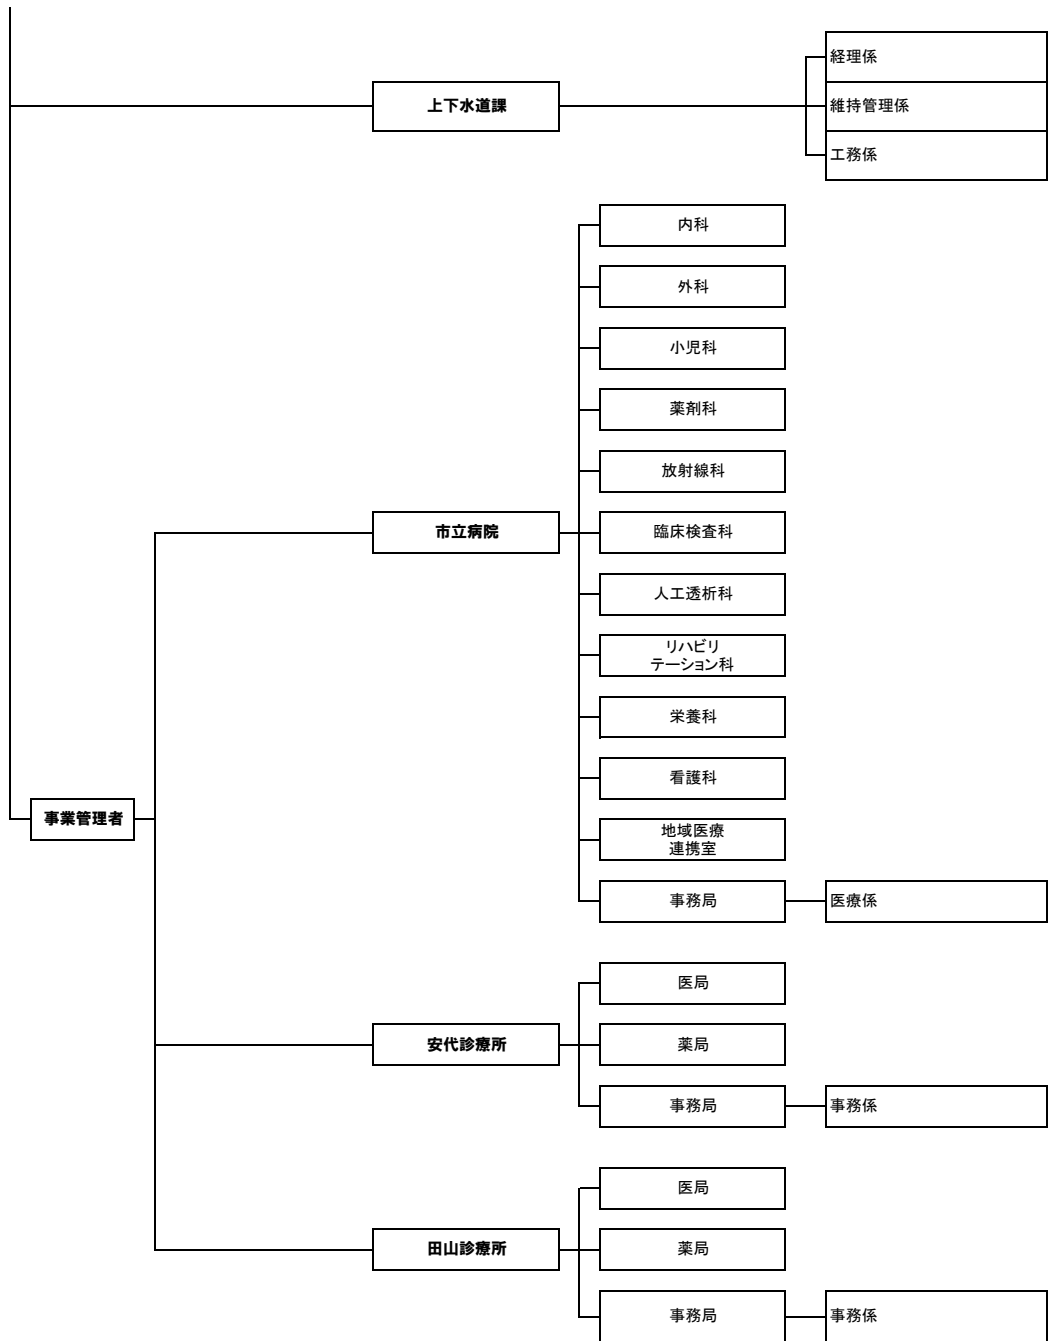 経理係
上下水道課
維持管理係
工務係
内科
外科
小児科
薬剤科
放射線科
市立病院
臨床検査科
人工透析科
リハビリ
テーション科
栄養科
看護科
事業管理者
地域医療
連携室
事務局
医療係
医局
安代診療所
薬局
事務局
事務係
医局
田山診療所
薬局
事務局
事務係